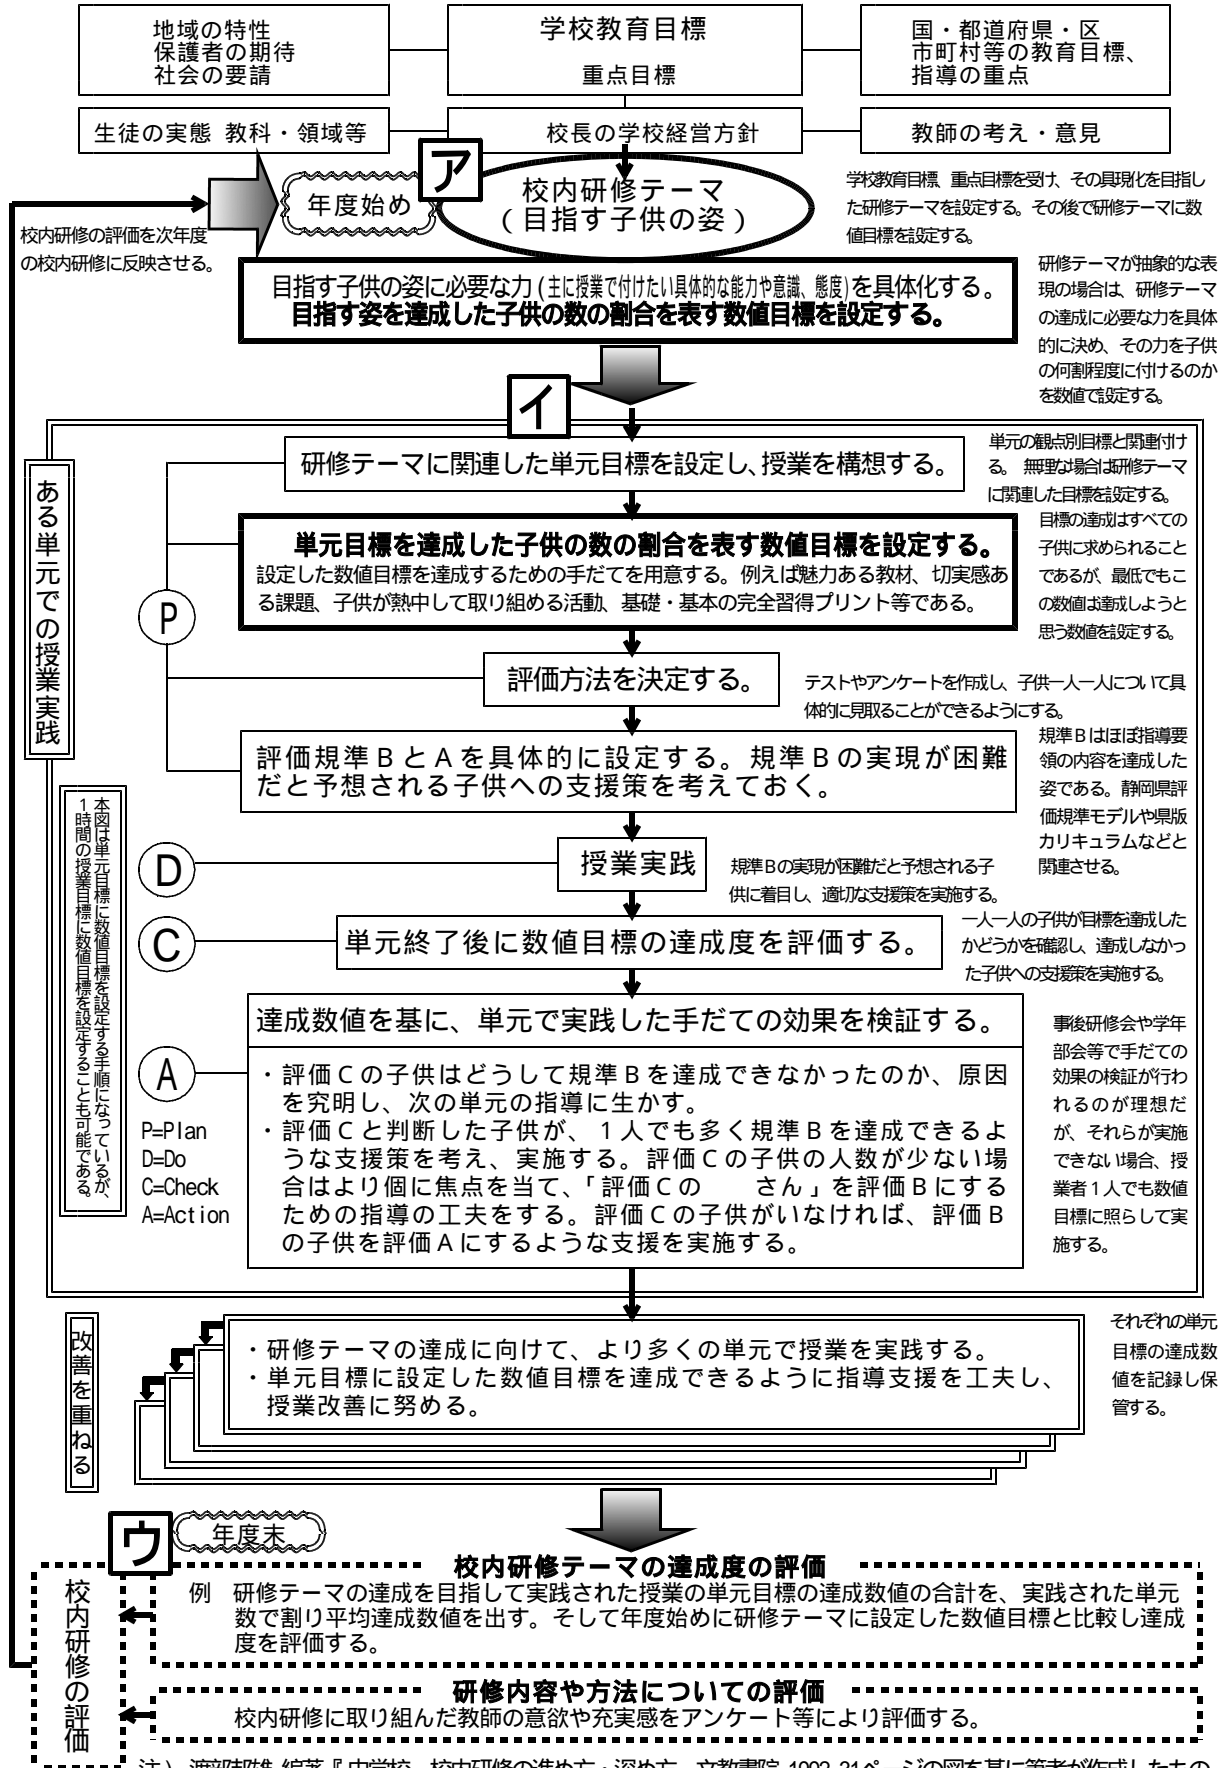 地域の特性
保護者の期待
社会の要請
学校教育目標
重点目標
国・都道府県・区
市町村等の教育目標、
指導の重点
生徒の実態 教科・領域等
校長の学校経営方針
教師の考え・意見
ア
年度始め
校内研修テーマ
(目指す子供の姿)
学校教育目標、重点目標を受け、その具現化を目指し
た研修テーマを設定する。その後で研修テーマに数
値目標を設定する。
校内研修の評価を次年度
の校内研修に反映させる。
目指す子供の姿に必要な力(主に授業で付けたい具体的な能力や意識、態度)を具体化する。
目指す姿を達成した子供の数の割合を表す数値目標を設定する。
研修テーマが抽象的な表
現の場合は、研修テーマ
の達成に必要な力を具体
的に決め、その力を子供
の何割程度に付けるのか
を数値で設定する。
イ
ある単元での授業実践
研修テーマに関連した単元目標を設定し、授業を構想する。
単元の観点別目標と関連付け
る。 無理な場合は研修テーマ
に関連した目標を設定する。
単元目標を達成した子供の数の割合を表す数値目標を設定する。
設定した数値目標を達成するための手だてを用意する。例えば魅力ある教材、切実感あ
る課題、子供が熱中して取り組める活動、基礎・基本の完全習得プリント等である。
目標の達成はすべての
子供に求められること
であるが、最低でもこ
の数値は達成しようと
思う数値を設定する。
P
評価方法を決定する。
テストやアンケートを作成し、子供一人一人について具
体的に見取ることができるようにする。
評価規準BとAを具体的に設定する。規準Bの実現が困難
だと予想される子供への支援策を考えておく。
規準Bはほぼ指導要
領の内容を達成した
姿である。静岡県評
価規準モデルや県版
カリキュラムなどと
関連させる。
本図は単元目標に数値目標を設定する手順になっているが、
1時間の授業目標に数値目標を設定することも可能である。
D
授業実践
規準Bの実現が困難だと予想される子
供に着目し、適切な支援策を実施する。
C
単元終了後に数値目標の達成度を評価する。
一人一人の子供が目標を達成した
かどうかを確認し、達成しなかっ
た子供への支援策を実施する。
達成数値を基に、単元で実践した手だての効果を検証する。
A
・評価Cの子供はどうして規準Bを達成できなかったのか、原因
を究明し、次の単元の指導に生かす。
・評価Cと判断した子供が、1人でも多く規準Bを達成できるよ
うな支援策を考え、実施する。評価Cの子供の人数が少ない場
合はより個に焦点を当て、「評価Cの　　さん」を評価Bにする
ための指導の工夫をする。評価Cの子供がいなければ、評価B
の子供を評価Aにするような支援を実施する。
事後研修会や学年
部会等で手だての
効果の検証が行わ
れるのが理想だ
が、それらが実施
できない場合、授
業者1人でも数値
目標に照らして実
施する。
P=Plan
D=Do
C=Check
A=Action
改善を重ねる
・研修テーマの達成に向けて、より多くの単元で授業を実践する。
・単元目標に設定した数値目標を達成できるように指導支援を工夫し、
授業改善に努める。
それぞれの単元
目標の達成数
値を記録し保
管する。
ウ
年度末
校内研修の評価
校内研修テーマの達成度の評価
例　研修テーマの達成を目指して実践された授業の単元目標の達成数値の合計を、実践された単元
数で割り平均達成数値を出す。そして年度始めに研修テーマに設定した数値目標と比較し達成
度を評価する。
研修内容や方法についての評価
校内研修に取り組んだ教師の意欲や充実感をアンケート等により評価する。
注) 渡部邦雄 編著『 中学校 校内研修の進め方・深め方 文教書院 1992 21ページの図を基に筆者が作成したもの